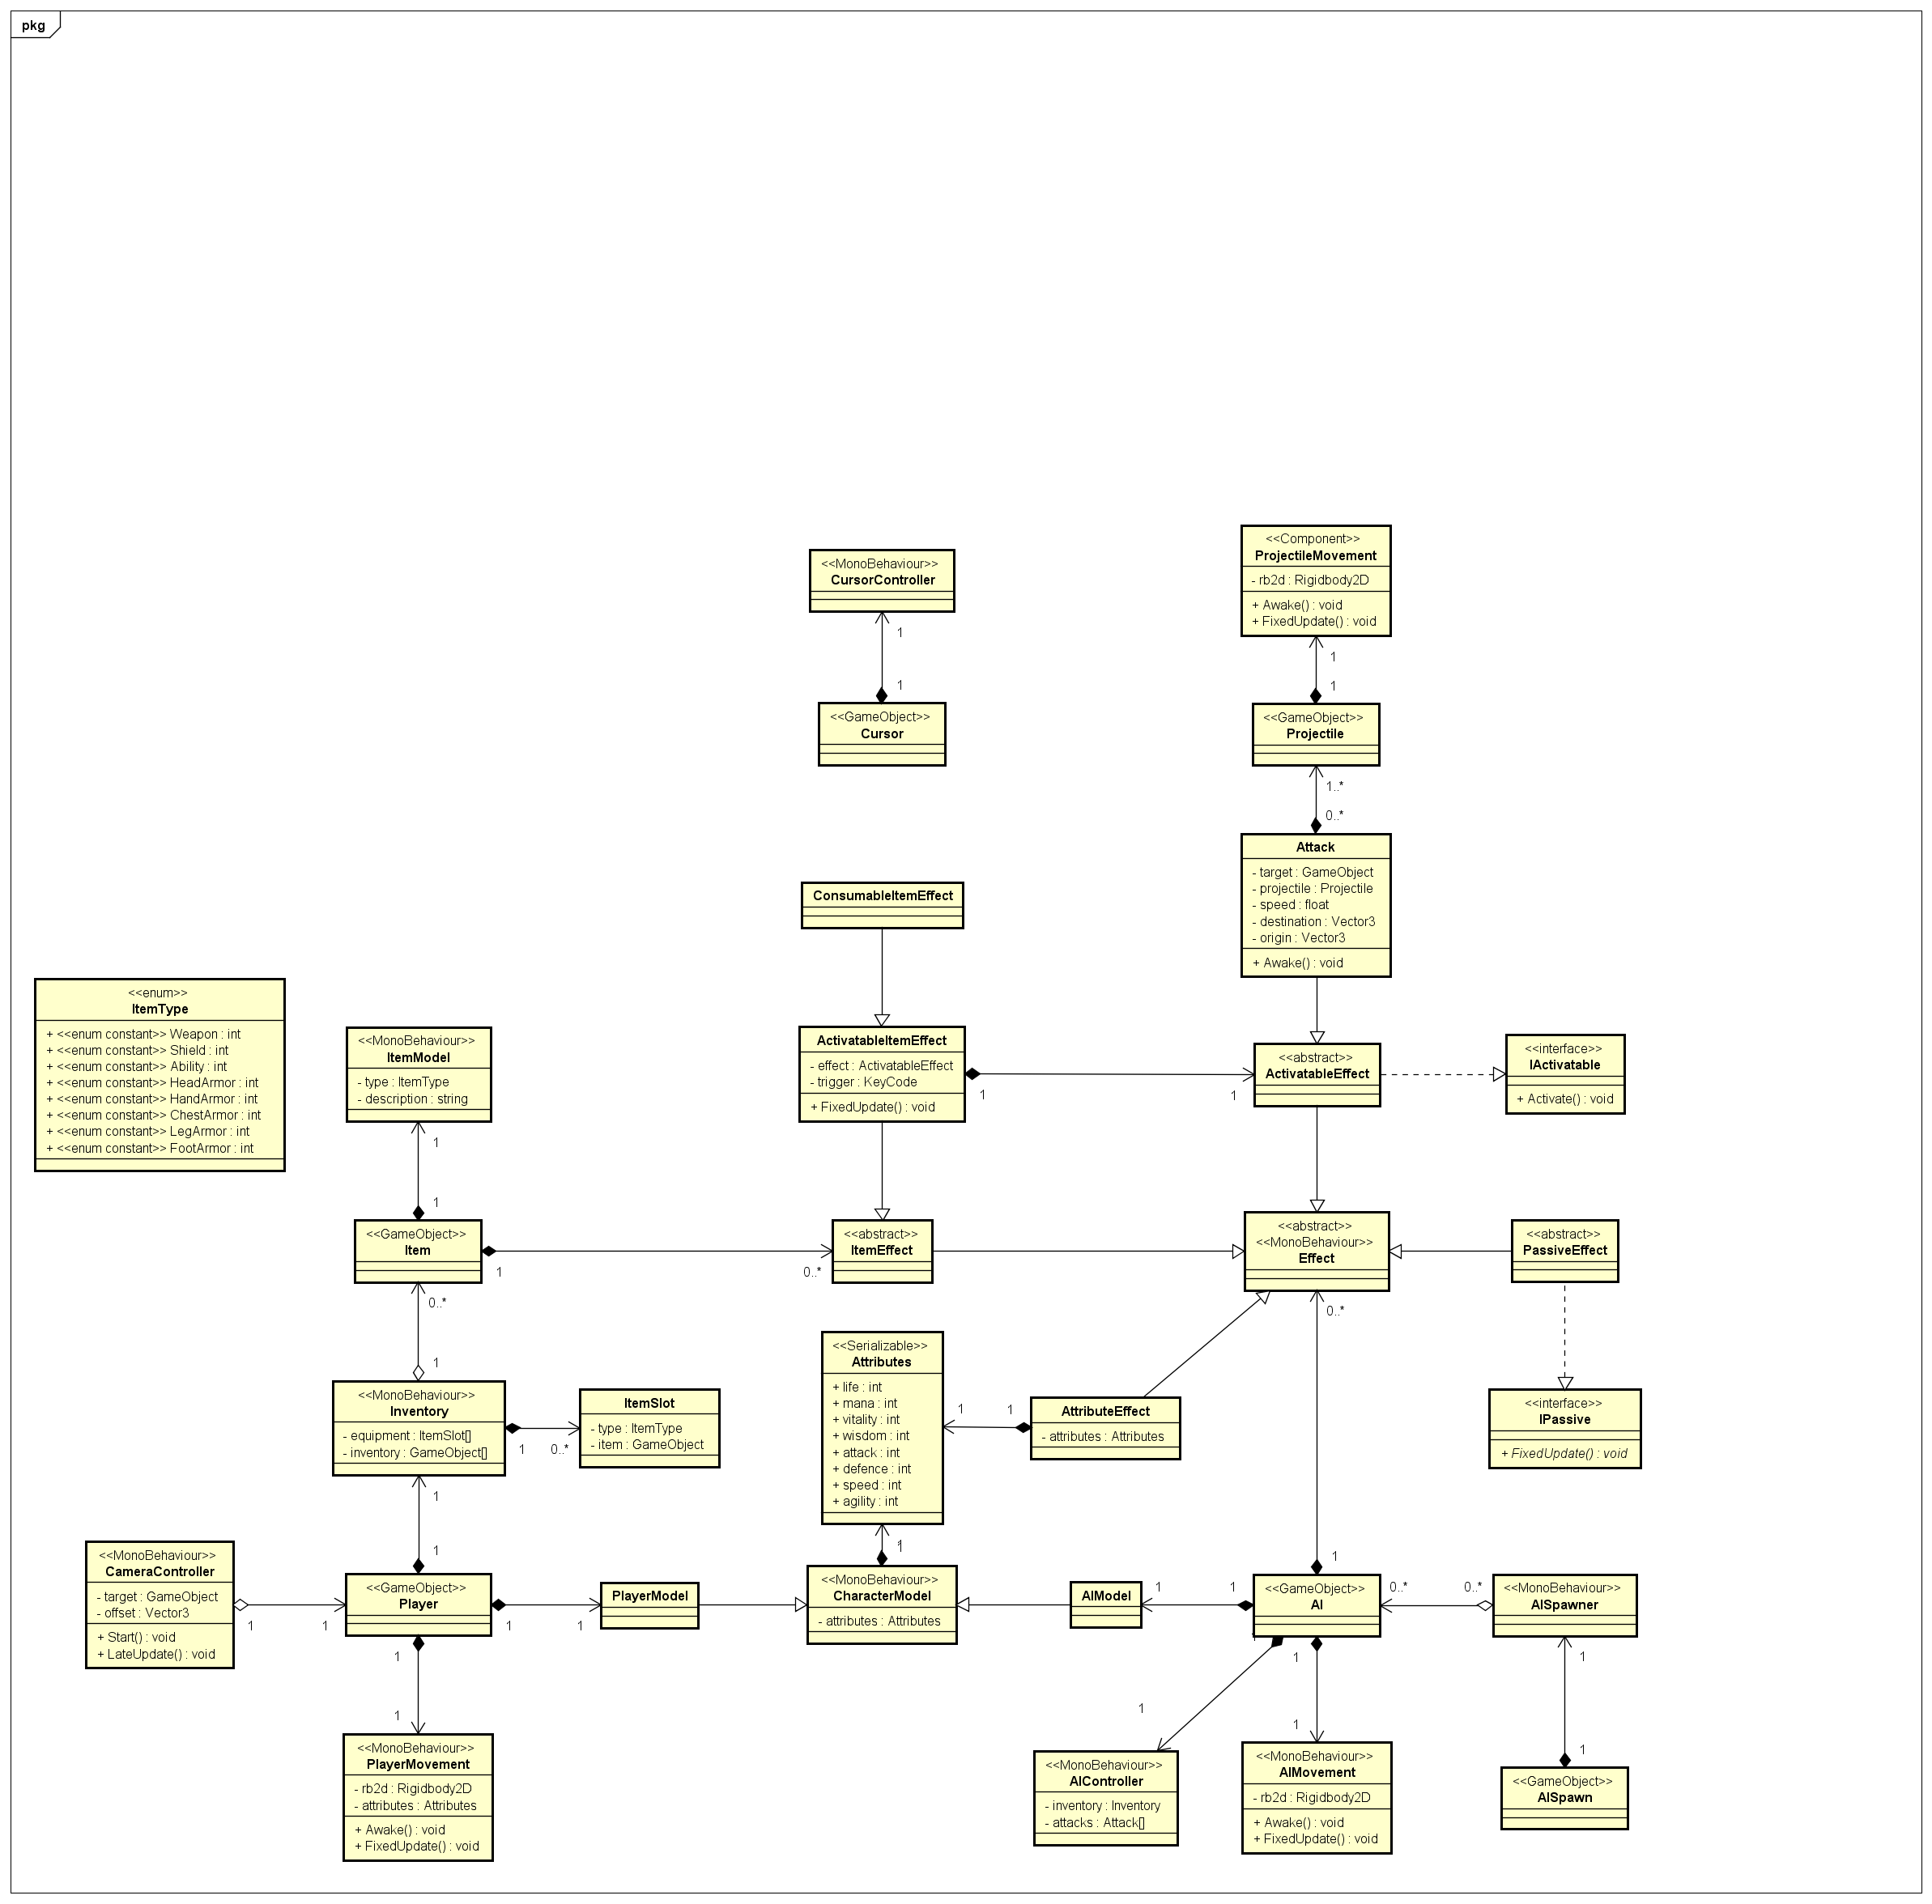 pkg
<<Component>>
ProjectileMovement
- rb2d : Rigidbody2D
+ Awake() : void
+ FixedUpdate() : void
<<MonoBehaviour>>
CursorController
1
1
<<GameObject>>
Cursor
1
1
<<GameObject>>
Projectile
1..*
0..*
Attack
- target : GameObject
- projectile : Projectile
- speed : float
- destination : Vector3
- origin : Vector3
+ Awake() : void
ConsumableItemEffect
<<enum>>
ItemType
+ <<enum constant>> Weapon : int
+ <<enum constant>> Shield : int
+ <<enum constant>> Ability : int
+ <<enum constant>> HeadArmor : int
+ <<enum constant>> HandArmor : int
+ <<enum constant>> ChestArmor : int
+ <<enum constant>> LegArmor : int
+ <<enum constant>> FootArmor : int
<<MonoBehaviour>>
ItemModel
- type : ItemType
- description : string
1
1
ActivatableItemEffect
- effect : ActivatableEffect
- trigger : KeyCode
+ FixedUpdate() : void
1
1
<<abstract>>
ActivatableEffect
<<interface>>
IActivatable
+ Activate() : void
<<GameObject>>
Item
1
0..*
<<abstract>>
ItemEffect
<<abstract>>
<<MonoBehaviour>>
Effect
<<abstract>>
PassiveEffect
0..*
1
0..*
<<MonoBehaviour>>
Inventory
- equipment : ItemSlot[]
- inventory : GameObject[]
1
0..*
ItemSlot
- type : ItemType
- item : GameObject
<<Serializable>>
Attributes
+ life : int
+ mana : int
+ vitality : int
+ wisdom : int
+ attack : int
+ defence : int
+ speed : int
+ agility : int
1
1
AttributeEffect
- attributes : Attributes
<<interface>>
IPassive
+ FixedUpdate() : void
1
1
1
1
1
<<MonoBehaviour>>
CameraController
- target : GameObject
- offset : Vector3
+ Start() : void
+ LateUpdate() : void
1
1
<<GameObject>>
Player
1
1
PlayerModel
<<MonoBehaviour>>
CharacterModel
- attributes : Attributes
AIModel
1
1
<<GameObject>>
AI
0..*
0..*
<<MonoBehaviour>>
AISpawner
1
1
1
1
1
1
1
1
<<MonoBehaviour>>
PlayerMovement
- rb2d : Rigidbody2D
- attributes : Attributes
+ Awake() : void
+ FixedUpdate() : void
<<MonoBehaviour>>
AIController
- inventory : Inventory
- attacks : Attack[]
<<MonoBehaviour>>
AIMovement
- rb2d : Rigidbody2D
+ Awake() : void
+ FixedUpdate() : void
<<GameObject>>
AISpawn